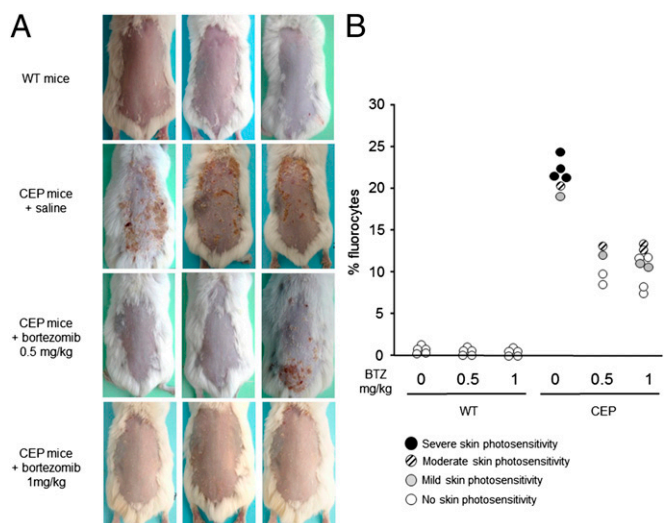 A
WT mice
CEP mice
+ saline
CEP mice
+ bortezomib
0.5 mg/kg
CEP mice
+ bortezomib
1mg/kg
B
% fluorocytes
30
25
20
15
10
5
0
BTZ
mg/kg
0 0.5 1 0 0.5 1
WT CEP
Severe skin photosensitivity
Moderate skin photosensitivity
Mild skin photosensitivity
No skin photosensitivity